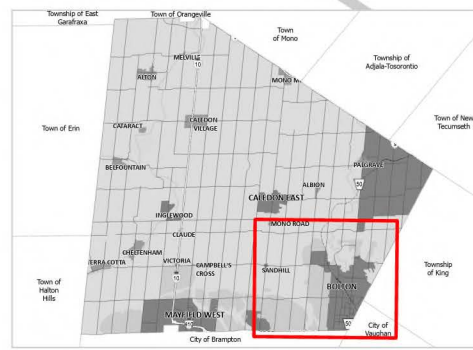 Township of East
Garafraxa
Town of Orangeville
Town
of Mono
Township of
Adjala-Tosorontio
MELVILLE
10
ALTON
MONO M
Town of Erin
CATARACT
CALEDON
VILLAGE
Town of New
Tecumseth
9
PALGRAVE
BELFOUNTAIN
50
ALBION
CALEDON EAST
INGLEWOOD
MONO ROAD
CLAUDE
CHELTENHAM
TERRA COTTA
VICTORIA
CAMPBELL'S
CROSS
SANDHILL
Township
of King
10
BOLTON
Town of
Halton
Hills
MAYFIELD WEST
410
50
City of
Vaughan
City of Brampton